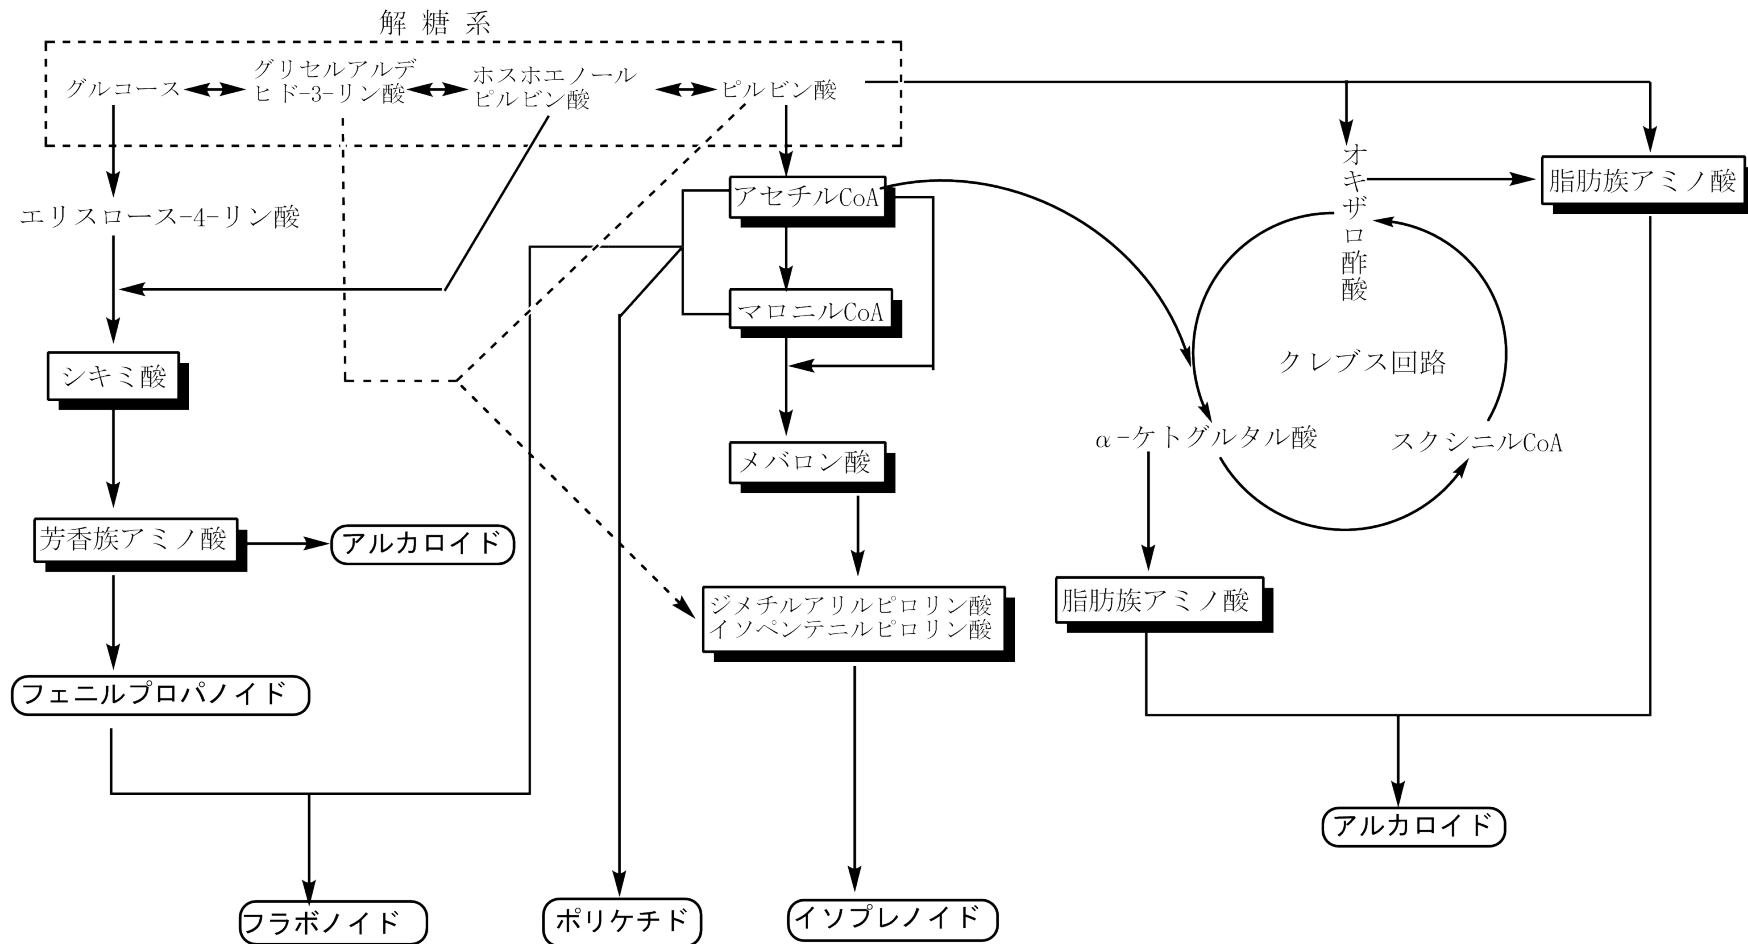 解糖系
グルコース
グリセルアルデ
ヒド-3-リン酸
ホスホエノール
ピルビン酸
ピルビン酸
オキザロ酢酸
脂肪族アミノ酸
アセチルCoA
エリスロース-4-リン酸
マロニルCoA
シキミ酸
クレブス回路
α-ケトグルタル酸
スクシニルCoA
メバロン酸
芳香族アミノ酸
アルカロイド
ジメチルアリルピロリン酸
イソペンテニルピロリン酸
脂肪族アミノ酸
フェニルプロパノイド
アルカロイド
フラボノイド
ポリケチド
イソプレノイド